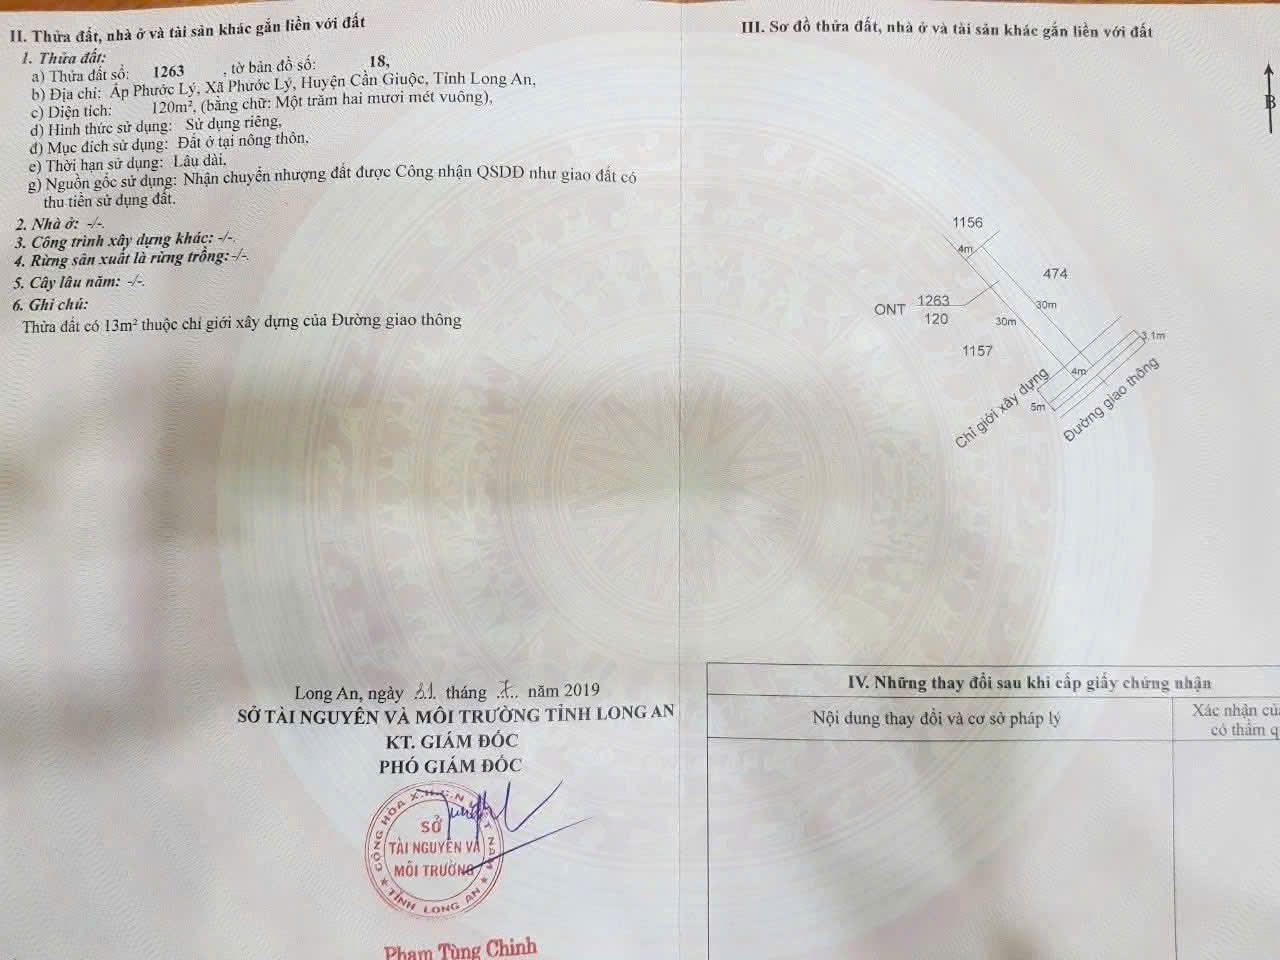 II. Thửa đất, nhà ở và tài sản khác gắn liền với đất
1. Thửa đất:
a) Thửa đất số: 1263 , tờ bản đồ số: 18,
b) Địa chỉ: Ấp Phước Lý, Xã Phước Lý, Huyện Cần Giuộc, Tỉnh Long An,
c) Diện tích: 120m², (bằng chữ: Một trăm hai mươi mét vuông),
d) Hình thức sử dụng: Sử dụng riêng,
đ) Mục đích sử dụng: Đất ở tại nông thôn,
e) Thời hạn sử dụng: Lâu dài,
g) Nguồn gốc sử dụng: Nhận chuyển nhượng đất được Công nhận QSDĐ như giao đất có
thu tiền sử dụng đất.
2. Nhà ở: -/-.
3. Công trình xây dựng khác: -/-.
4. Rừng sản xuất là rừng trồng: -/-.
5. Cây lâu năm: -/-.
6. Ghi chú:
Thửa đất có 13m² thuộc chỉ giới xây dựng của Đường giao thông
Long An, ngày tháng năm 2019
SỞ TÀI NGUYÊN VÀ MÔI TRƯỜNG TỈNH LONG AN
KT. GIÁM ĐỐC
PHÓ GIÁM ĐỐC
CỘNG HÒA X.H.C.N VIỆT NAM
SỞ
TÀI NGUYÊN VÀ
MÔI TRƯỜNG
★ TỈNH LONG AN ★
Phạm Tùng Chinh
III. Sơ đồ thửa đất, nhà ở và tài sản khác gắn liền với đất
B
1156
4m
474
30m
ONT 1263
120
30m
1157
3.1m
4m
5m
Chỉ giới xây dựng
Đường giao thông
IV. Những thay đổi sau khi cấp giấy chứng nhận
Nội dung thay đổi và cơ sở pháp lý
Xác nhận củ
có thẩm q